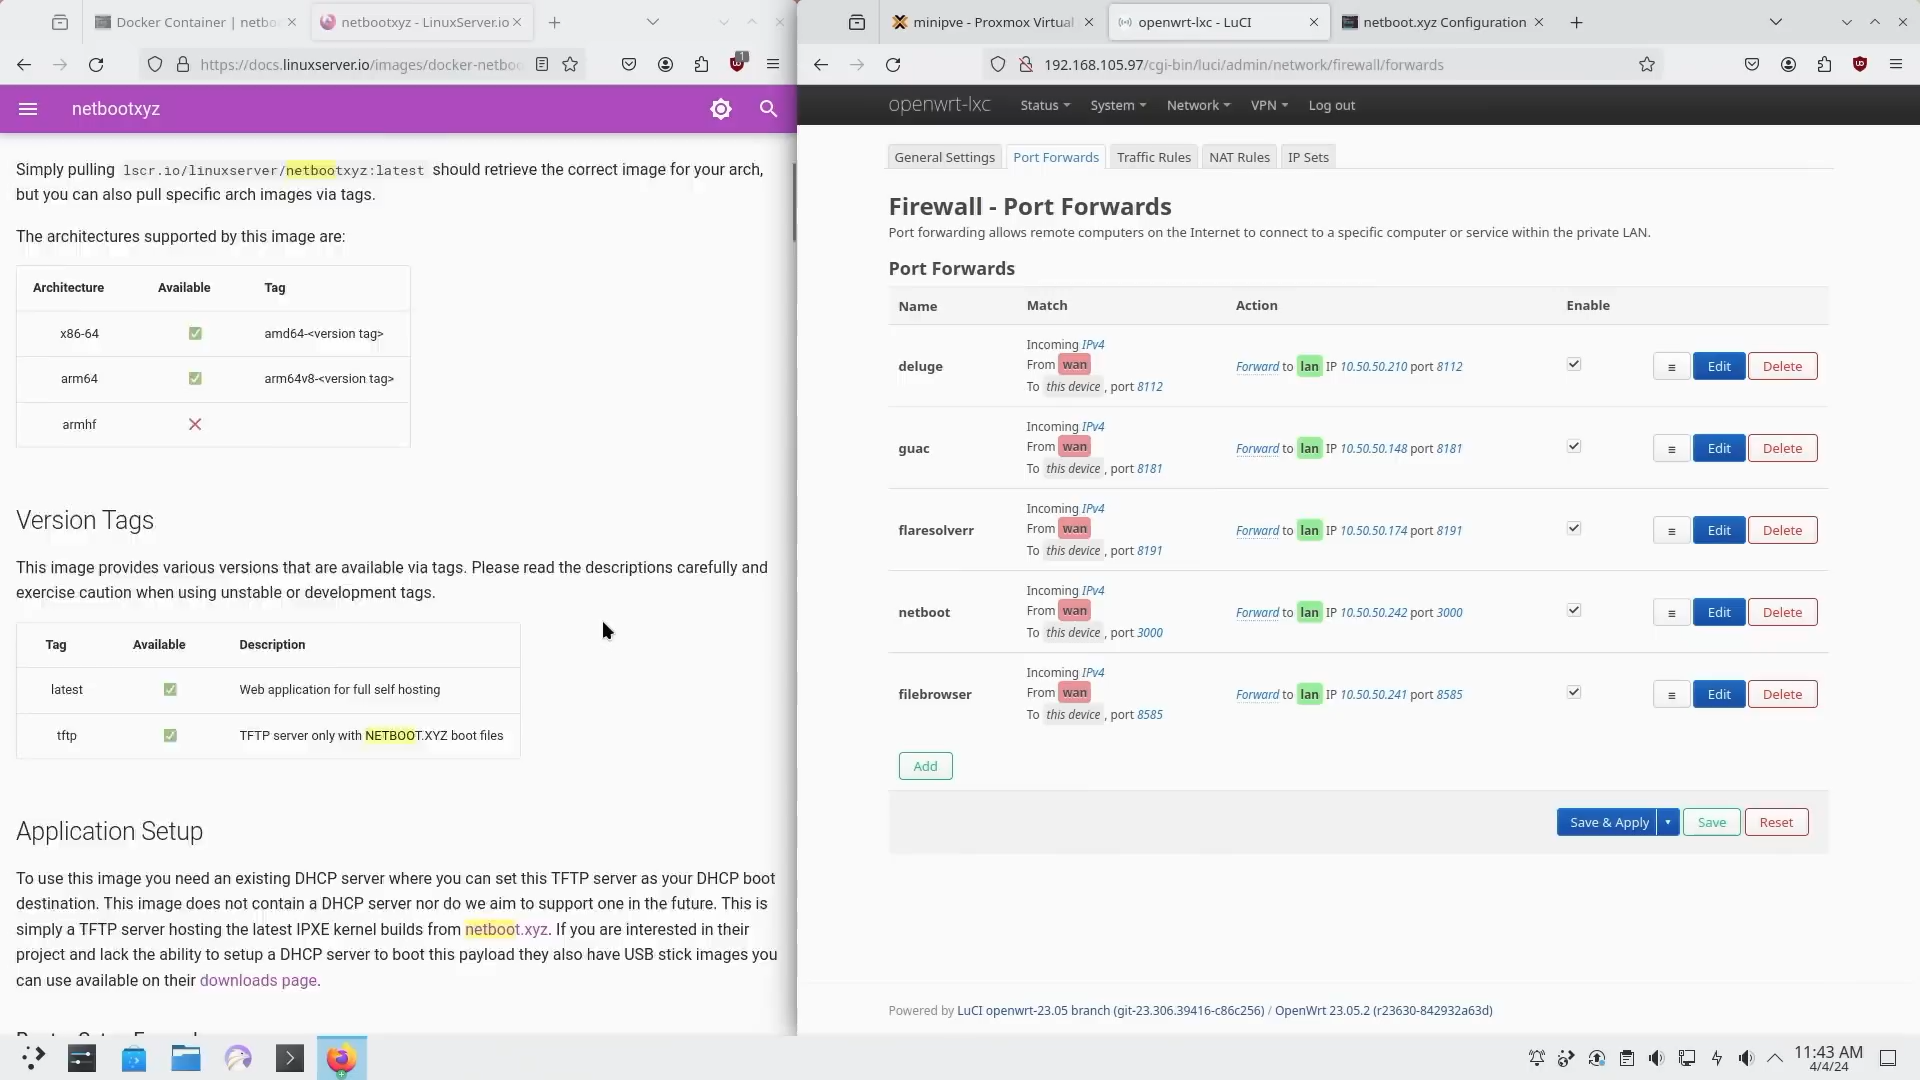 Docker Container | netbo
netbootxyz - LinuxServer.io
https://docs.linuxserver.io/images/docker-netboo
1
netbootxyz
Simply pulling lscr.io/linuxserver/netbootxyz:latest should retrieve the correct image for your arch,
but you can also pull specific arch images via tags.
The architectures supported by this image are:
Architecture Available Tag
x86-64 amd64-<version tag>
arm64 arm64v8-<version tag>
armhf
Version Tags
This image provides various versions that are available via tags. Please read the descriptions carefully and
exercise caution when using unstable or development tags.
Tag Available Description
latest Web application for full self hosting
tftp TFTP server only with NETBOOT.XYZ boot files
Application Setup
To use this image you need an existing DHCP server where you can set this TFTP server as your DHCP boot
destination. This image does not contain a DHCP server nor do we aim to support one in the future. This is
simply a TFTP server hosting the latest IPXE kernel builds from netboot.xyz. If you are interested in their
project and lack the ability to setup a DHCP server to boot this payload they also have USB stick images you
can use available on their downloads page.
minipve - Proxmox Virtual
openwrt-lxc - LuCI
netboot.xyz Configuration
192.168.105.97/cgi-bin/luci/admin/network/firewall/forwards
openwrt-lxc Status System Network VPN Log out
General Settings Port Forwards Traffic Rules NAT Rules IP Sets
Firewall - Port Forwards
Port forwarding allows remote computers on the Internet to connect to a specific computer or service within the private LAN.
Port Forwards
Name Match Action Enable
Incoming IPv4
deluge From wan Forward to lan IP 10.50.50.210 port 8112 Edit Delete
To this device, port 8112
Incoming IPv4
guac From wan Forward to lan IP 10.50.50.148 port 8181 Edit Delete
To this device, port 8181
Incoming IPv4
flaresolverr From wan Forward to lan IP 10.50.50.174 port 8191 Edit Delete
To this device, port 8191
Incoming IPv4
netboot From wan Forward to lan IP 10.50.50.242 port 3000 Edit Delete
To this device, port 3000
Incoming IPv4
filebrowser From wan Forward to lan IP 10.50.50.241 port 8585 Edit Delete
To this device, port 8585
Add
Save & Apply Save Reset
Powered by LuCI openwrt-23.05 branch (git-23.306.39416-c86c256) / OpenWrt 23.05.2 (r23630-842932a63d)
11:43 AM
4/4/24